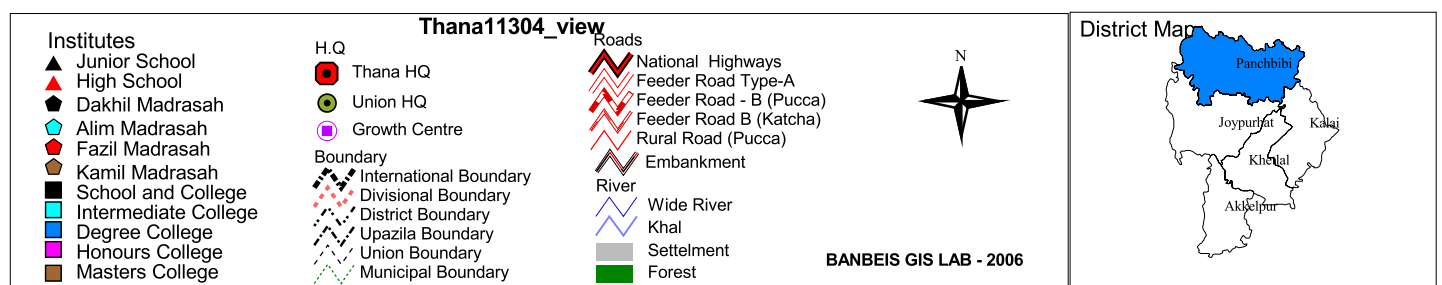 Thana11304_view
Institutes
Junior School
High School
Dakhil Madrasah
Alim Madrasah
Fazil Madrasah
Kamil Madrasah
School and College
Intermediate College
Degree College
Honours College
Masters College
H.Q
Thana HQ
Union HQ
Growth Centre
Boundary
International Boundary
Divisional Boundary
District Boundary
Upazila Boundary
Union Boundary
Municipal Boundary
Roads
National Highways
Feeder Road Type-A
Feeder Road - B (Pucca)
Feeder Road B (Katcha)
Rural Road (Pucca)
Embankment
River
Wide River
Khal
Settelment
Forest
N
BANBEIS GIS LAB - 2006
District Map
Panchbibi
Joypurhat
Kalai
Khetlal
Akkelpur